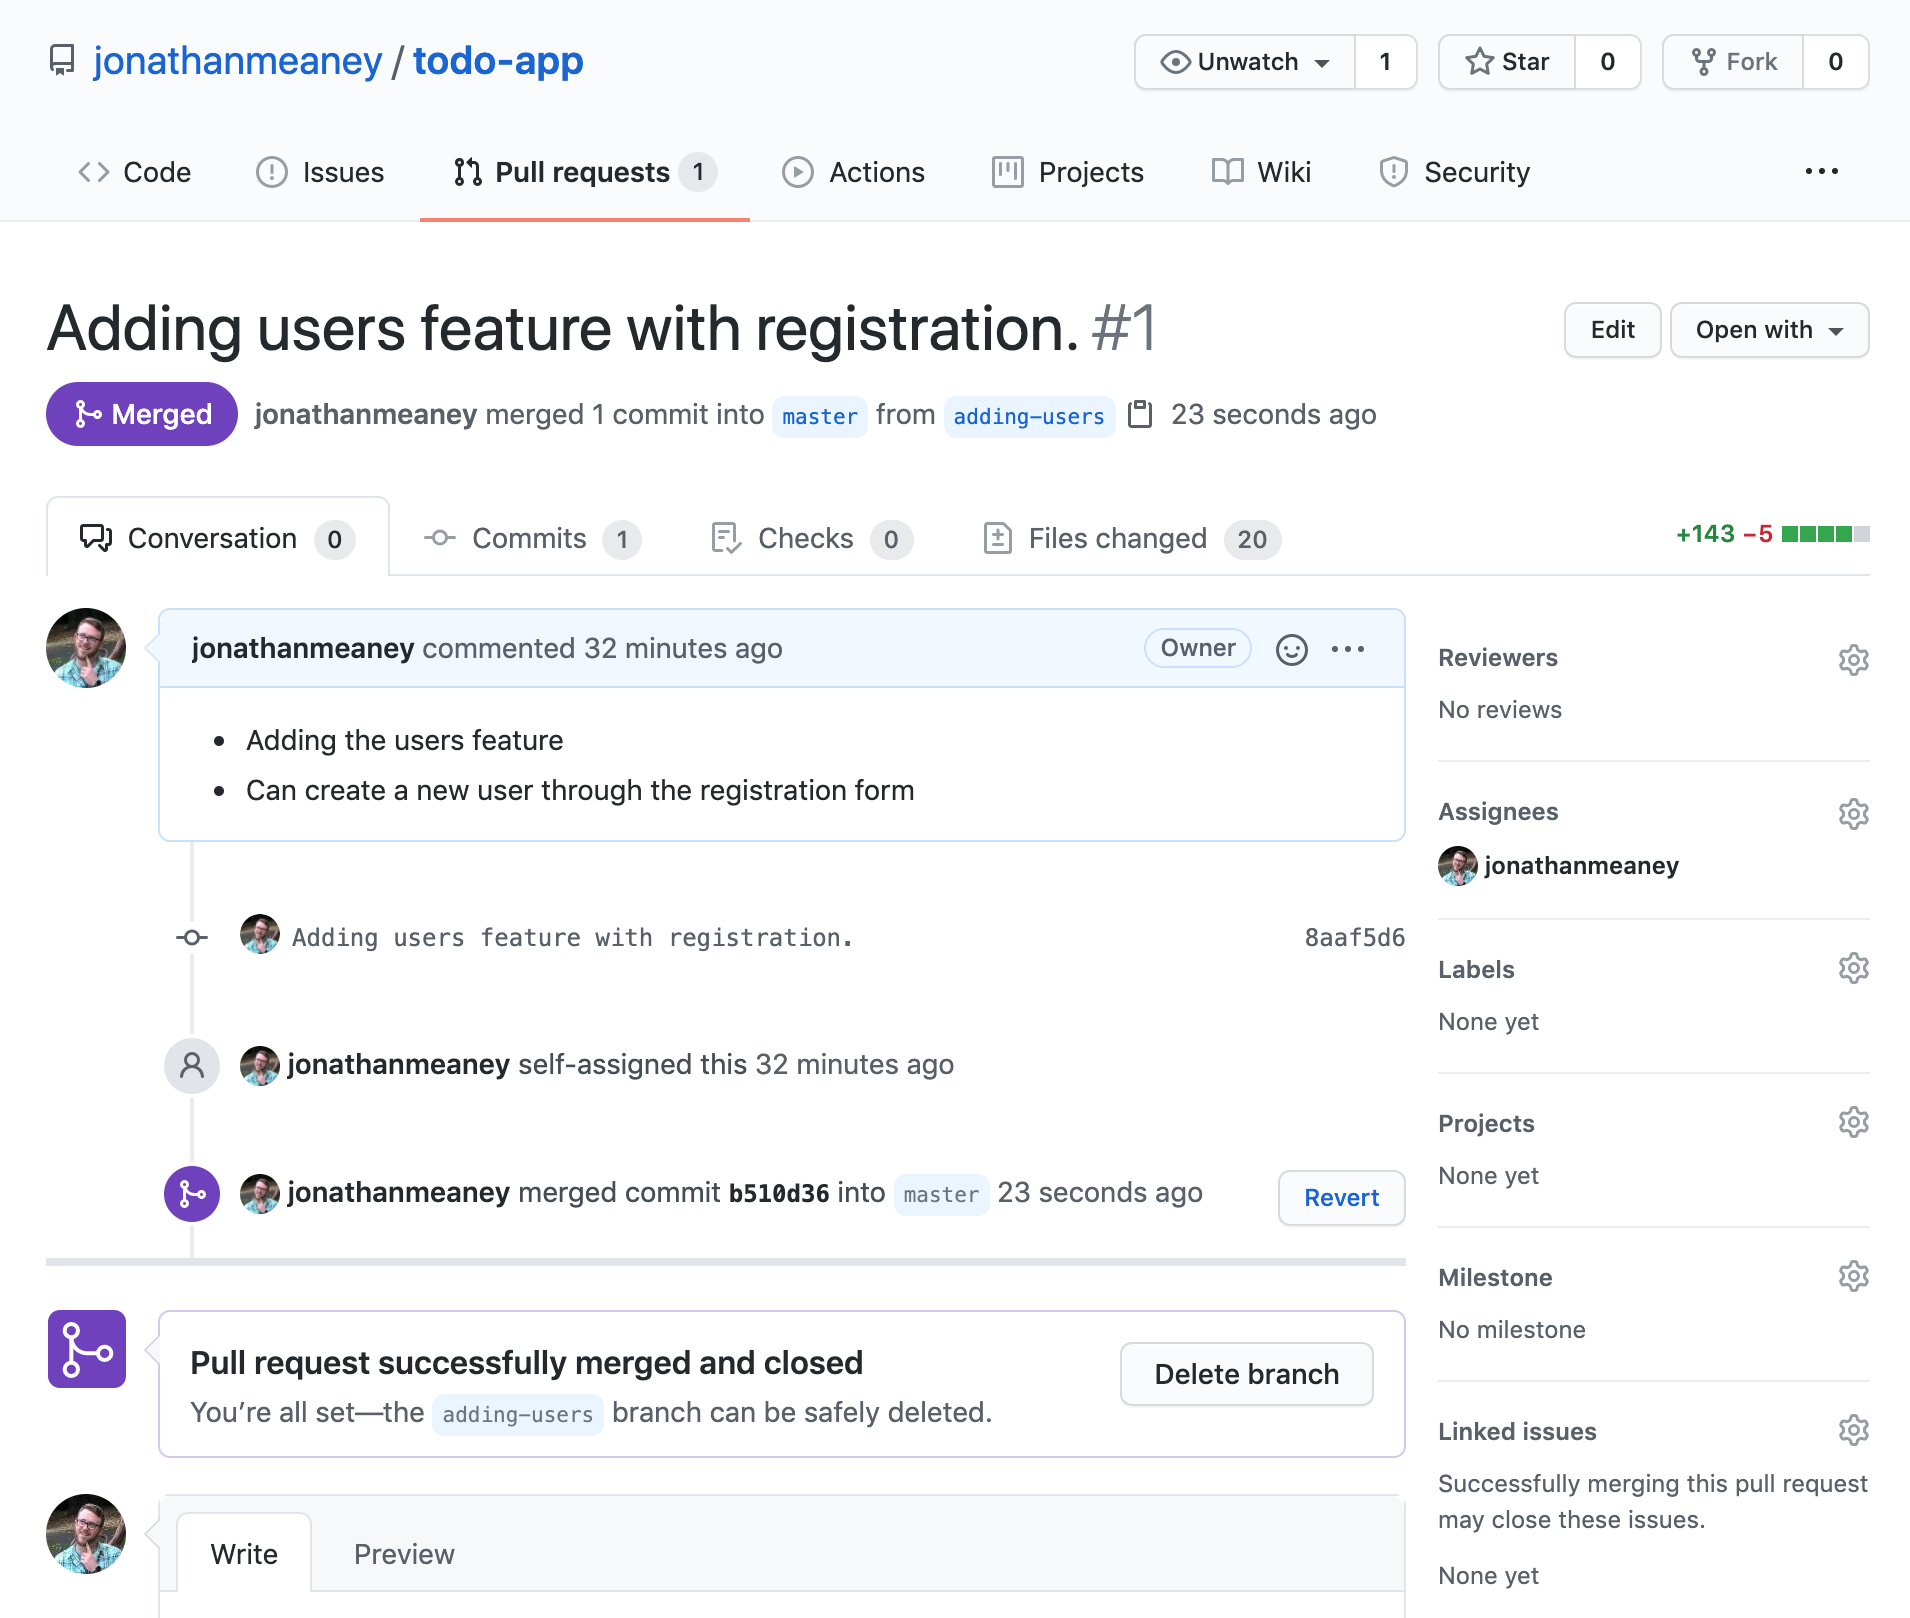 jonathanmeaney / todo-app
Unwatch 1
Star 0
Fork 0
Code
Issues
Pull requests 1
Actions
Projects
Wiki
Security
Adding users feature with registration. #1
Edit
Open with
Merged jonathanmeaney merged 1 commit into master from adding-users 23 seconds ago
Conversation 0
Commits 1
Checks 0
Files changed 20
+143 −5
jonathanmeaney commented 32 minutes ago
Owner
Adding the users feature
Can create a new user through the registration form
Adding users feature with registration. 8aaf5d6
jonathanmeaney self-assigned this 32 minutes ago
jonathanmeaney merged commit b510d36 into master 23 seconds ago
Revert
Pull request successfully merged and closed
You’re all set—the adding-users branch can be safely deleted.
Delete branch
Write
Preview
Reviewers
No reviews
Assignees
jonathanmeaney
Labels
None yet
Projects
None yet
Milestone
No milestone
Linked issues
Successfully merging this pull request
may close these issues.
None yet